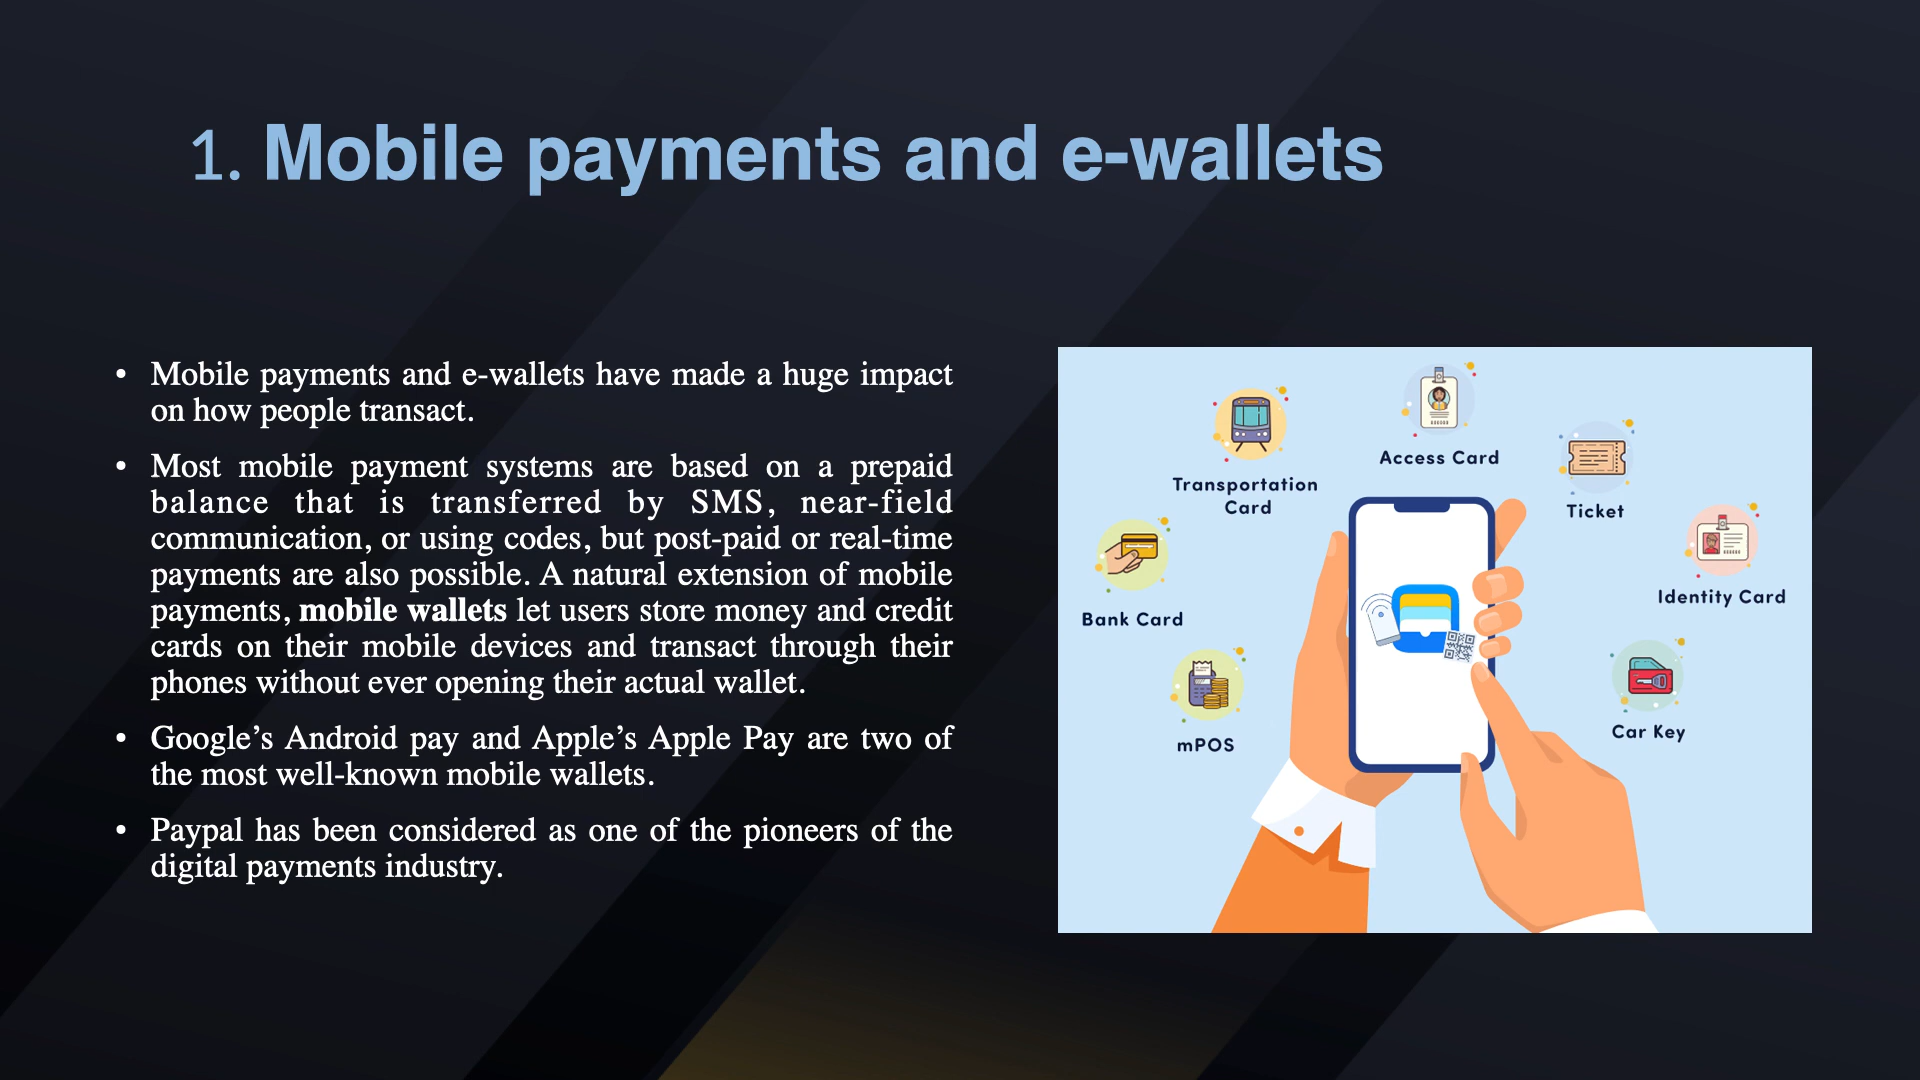 1. Mobile payments and e-wallets
• Mobile payments and e-wallets have made a huge impact
on how people transact.
• Most mobile payment systems are based on a prepaid
balance that is transferred by SMS, near-field
communication, or using codes, but post-paid or real-time
payments are also possible. A natural extension of mobile
payments, mobile wallets let users store money and credit
cards on their mobile devices and transact through their
phones without ever opening their actual wallet.
• Google’s Android pay and Apple’s Apple Pay are two of
the most well-known mobile wallets.
• Paypal has been considered as one of the pioneers of the
digital payments industry.
Access Card
Transportation
Card
Ticket
Identity Card
Bank Card
Car Key
mPOS